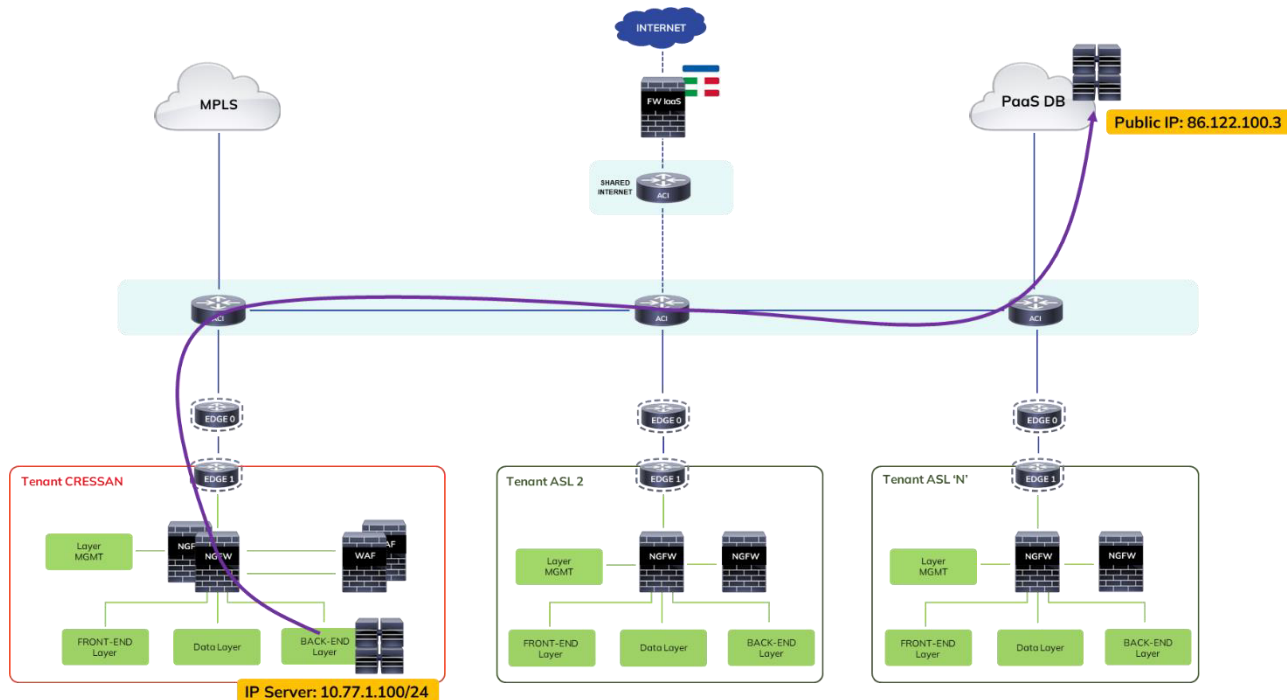 INTERNET
MPLS
FW IaaS
PaaS DB
Public IP: 86.122.100.3
SHARED
INTERNET
ACI
ACI
ACI
ACI
EDGE 0
EDGE 0
EDGE 0
Tenant CRESSAN
EDGE 1
Tenant ASL 2
EDGE 1
Tenant ASL ‘N’
EDGE 1
Layer
MGMT
NGF
NGFW
WAF
AF
Layer
MGMT
NGFW
NGFW
Layer
MGMT
NGFW
NGFW
FRONT-END
Layer
Data Layer
BACK-END
Layer
FRONT-END
Layer
Data Layer
BACK-END
Layer
FRONT-END
Layer
Data Layer
BACK-END
Layer
IP Server: 10.77.1.100/24